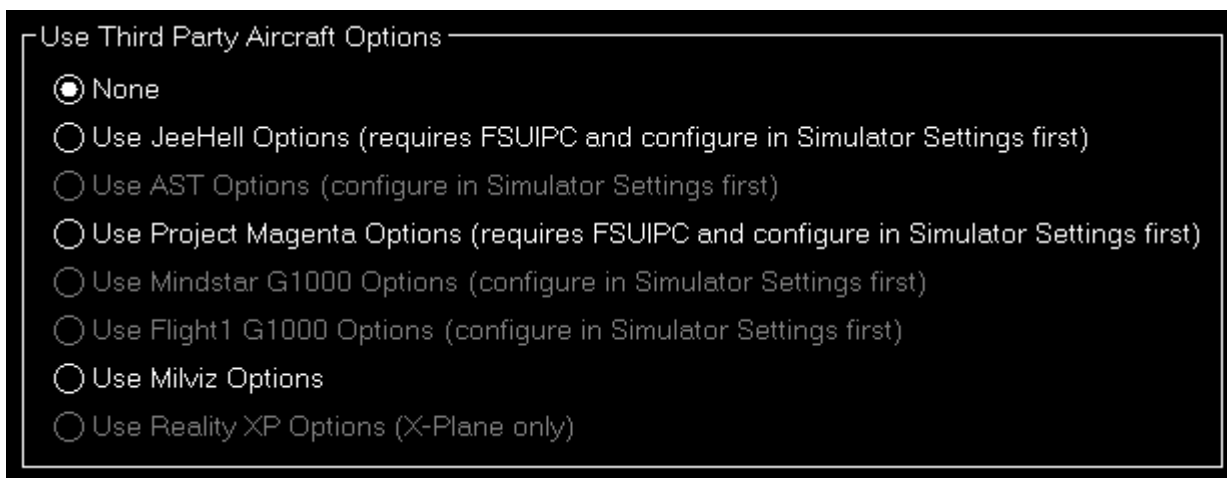 Use Third Party Aircraft Options
None
Use JeeHell Options (requires FSUIPC and configure in Simulator Settings first)
Use AST Options (configure in Simulator Settings first)
Use Project Magenta Options (requires FSUIPC and configure in Simulator Settings first)
Use Mindstar G1000 Options (configure in Simulator Settings first)
Use Flight1 G1000 Options (configure in Simulator Settings first)
Use Milviz Options
Use Reality XP Options (X-Plane only)